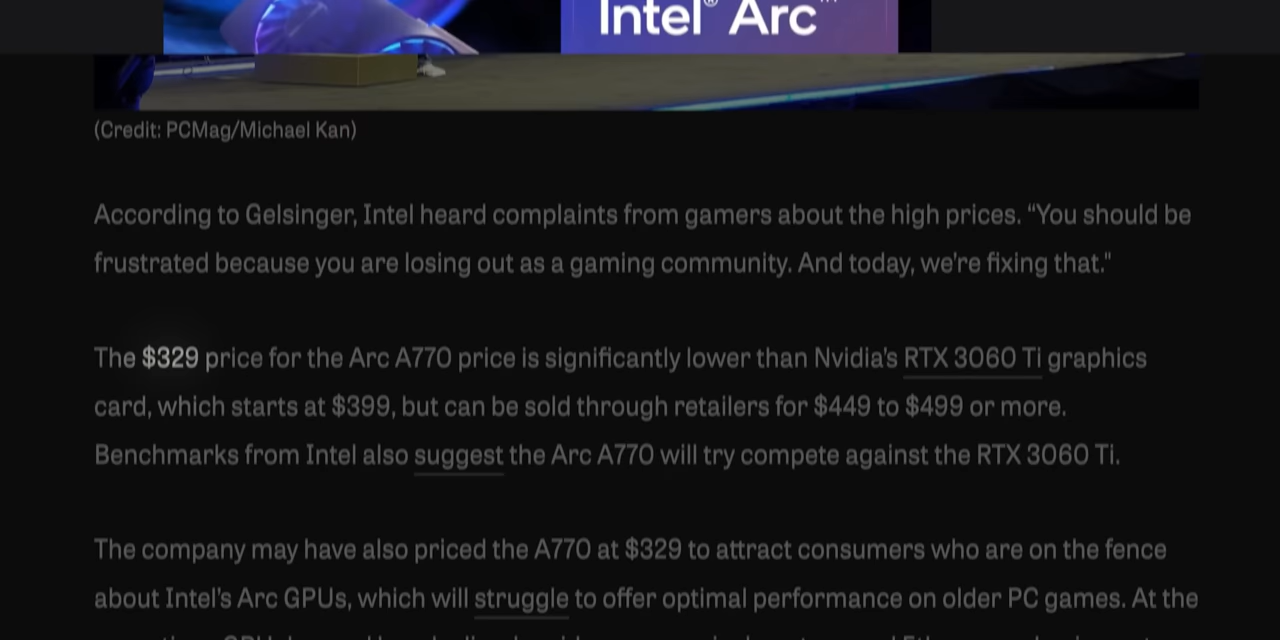 Intel® Arc™
(Credit: PCMag/Michael Kan)
According to Gelsinger, Intel heard complaints from gamers about the high prices. “You should be
frustrated because you are losing out as a gaming community. And today, we're fixing that."
The $329 price for the Arc A770 price is significantly lower than Nvidia's RTX 3060 Ti graphics
card, which starts at $399, but can be sold through retailers for $449 to $499 or more.
Benchmarks from Intel also suggest the Arc A770 will try compete against the RTX 3060 Ti.
The company may have also priced the A770 at $329 to attract consumers who are on the fence
about Intel's Arc GPUs, which will struggle to offer optimal performance on older PC games. At the